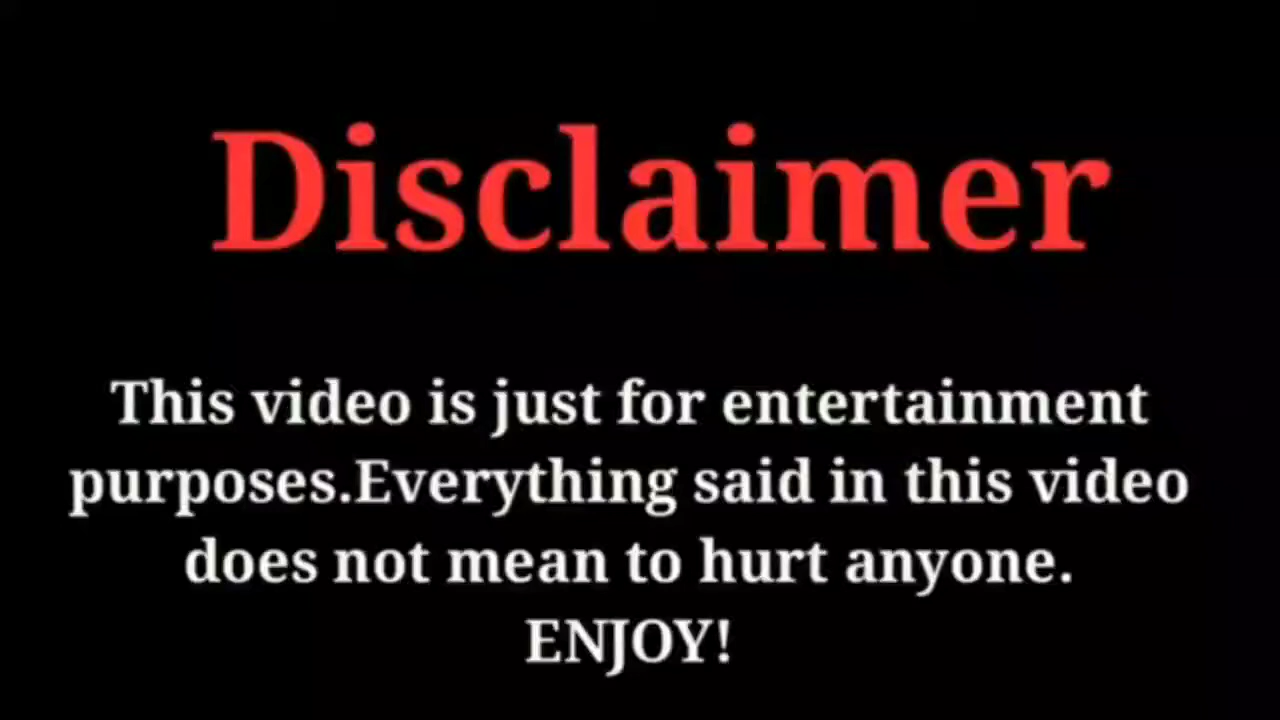 Disclaimer
This video is just for entertainment
purposes.Everything said in this video
does not mean to hurt anyone.
ENJOY!